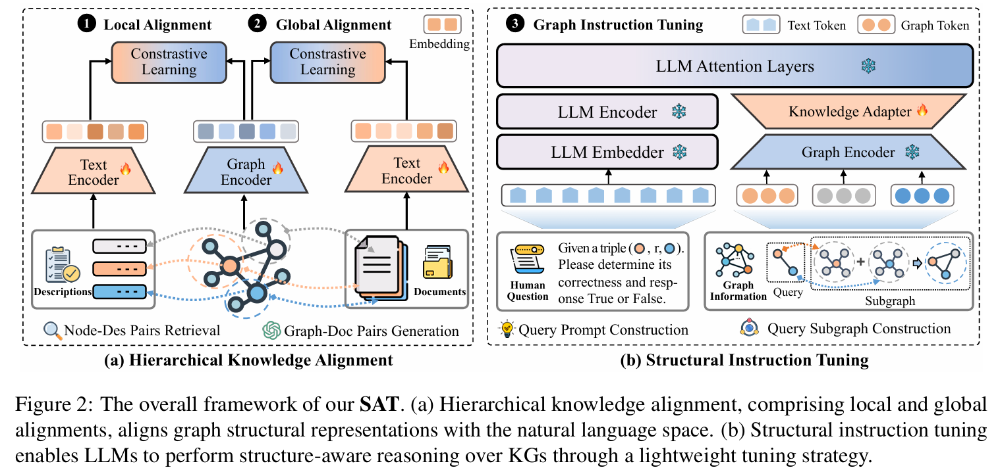 1 Local Alignment
2 Global Alignment
Embedding
Constrastive
Learning
Constrastive
Learning
Text
Encoder
Graph
Encoder
Text
Encoder
Descriptions
Documents
Node-Des Pairs Retrieval
Graph-Doc Pairs Generation
(a) Hierarchical Knowledge Alignment
3 Graph Instruction Tuning
Text Token
Graph Token
LLM Attention Layers
LLM Encoder
Knowledge Adapter
LLM Embedder
Graph Encoder
Human
Question
Given a triple ( , r, ).
Please determine its
correctness and resp-
onse True or False.
Graph
Information
Query
+
Subgraph
Query Prompt Construction
Query Subgraph Construction
(b) Structural Instruction Tuning
Figure 2: The overall framework of our SAT. (a) Hierarchical knowledge alignment, comprising local and global
alignments, aligns graph structural representations with the natural language space. (b) Structural instruction tuning
enables LLMs to perform structure-aware reasoning over KGs through a lightweight tuning strategy.